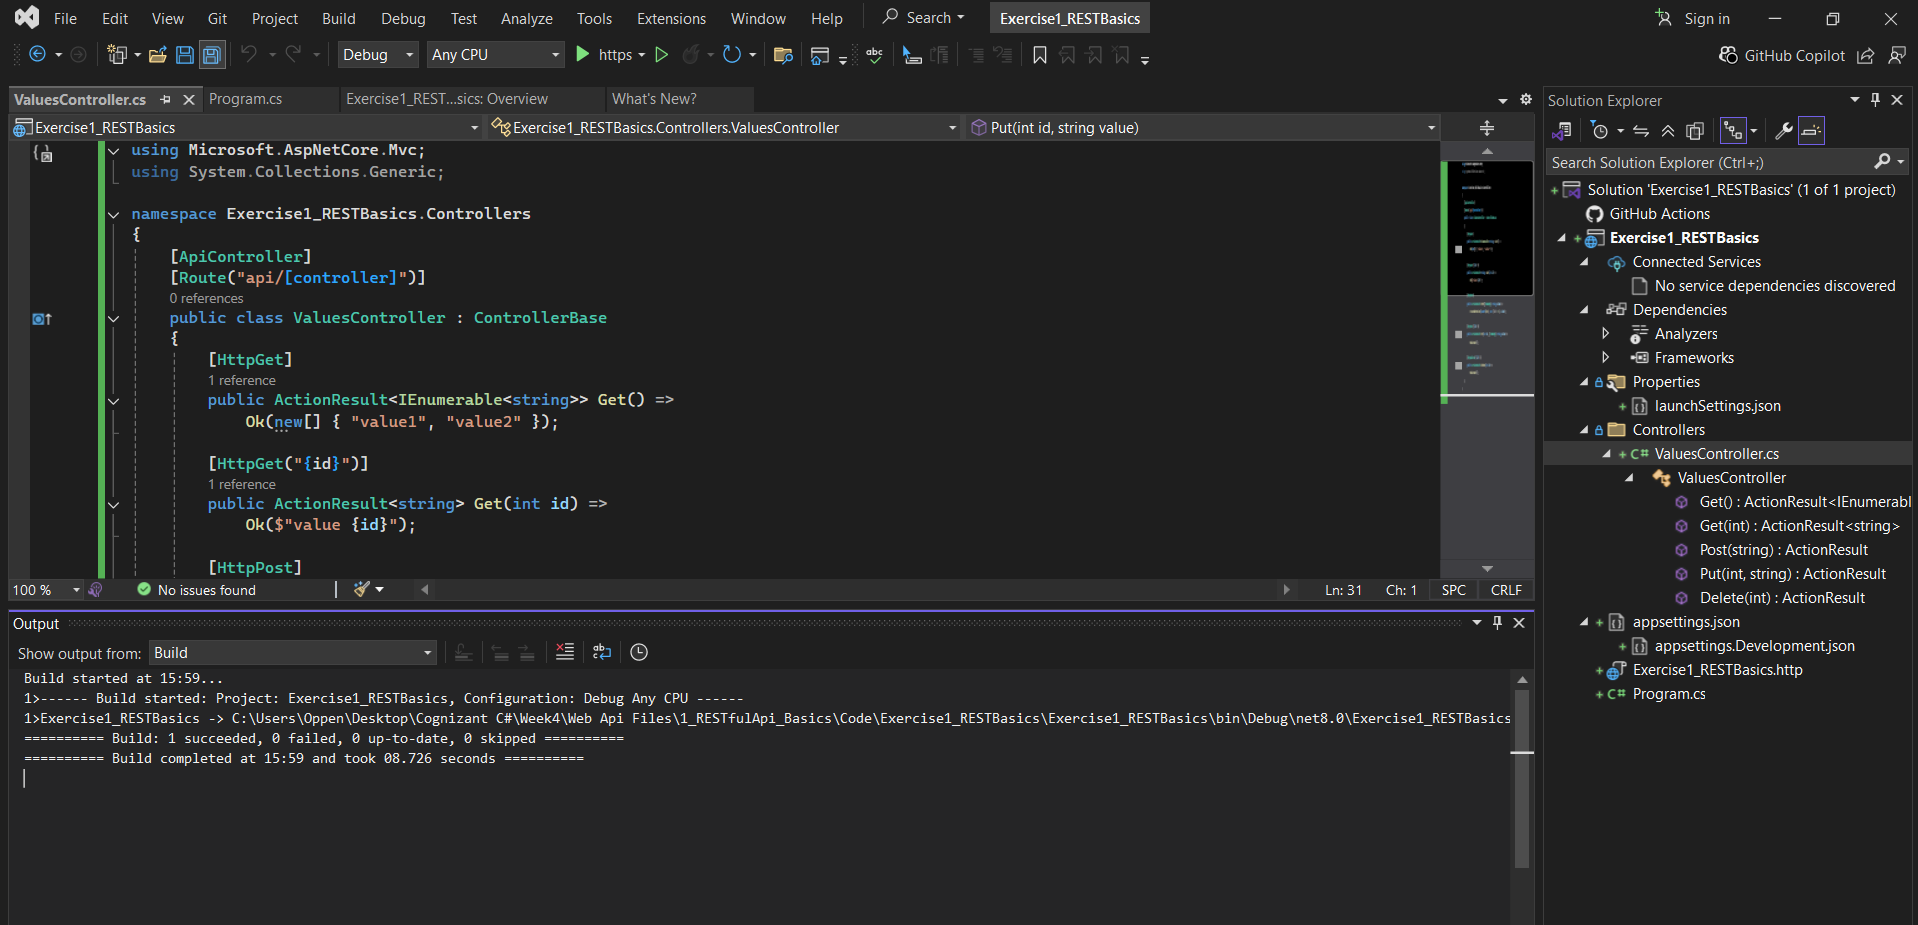 File Edit View Git Project Build Debug Test Analyze Tools Extensions Window Help Search Exercise1_RESTBasics Sign in
Debug Any CPU https GitHub Copilot
ValuesController.cs Program.cs Exercise1_REST...sics: Overview What's New?
Exercise1_RESTBasics Exercise1_RESTBasics.Controllers.ValuesController Put(int id, string value)
using Microsoft.AspNetCore.Mvc;
using System.Collections.Generic;
namespace Exercise1_RESTBasics.Controllers
{
[ApiController]
[Route("api/[controller]")]
0 references
public class ValuesController : ControllerBase
{
[HttpGet]
1 reference
public ActionResult<IEnumerable<string>> Get() =>
Ok(new[] { "value1", "value2" });
[HttpGet("{id}")]
1 reference
public ActionResult<string> Get(int id) =>
Ok($"value {id}");
[HttpPost]
100 % No issues found Ln: 31 Ch: 1 SPC CRLF
Output
Show output from: Build
Build started at 15:59...
1>------ Build started: Project: Exercise1_RESTBasics, Configuration: Debug Any CPU ------
1>Exercise1_RESTBasics -> C:\Users\Oppen\Desktop\Cognizant C#\Week4\Web Api Files\1_RESTfulApi_Basics\Code\Exercise1_RESTBasics\Exercise1_RESTBasics\bin\Debug\net8.0\Exercise1_RESTBasics
========== Build: 1 succeeded, 0 failed, 0 up-to-date, 0 skipped ==========
========== Build completed at 15:59 and took 08.726 seconds ==========
Solution Explorer
Search Solution Explorer (Ctrl+;)
Solution 'Exercise1_RESTBasics' (1 of 1 project)
GitHub Actions
Exercise1_RESTBasics
Connected Services
No service dependencies discovered
Dependencies
Analyzers
Frameworks
Properties
launchSettings.json
Controllers
C# ValuesController.cs
ValuesController
Get() : ActionResult<IEnumerabl
Get(int) : ActionResult<string>
Post(string) : ActionResult
Put(int, string) : ActionResult
Delete(int) : ActionResult
appsettings.json
appsettings.Development.json
Exercise1_RESTBasics.http
C# Program.cs